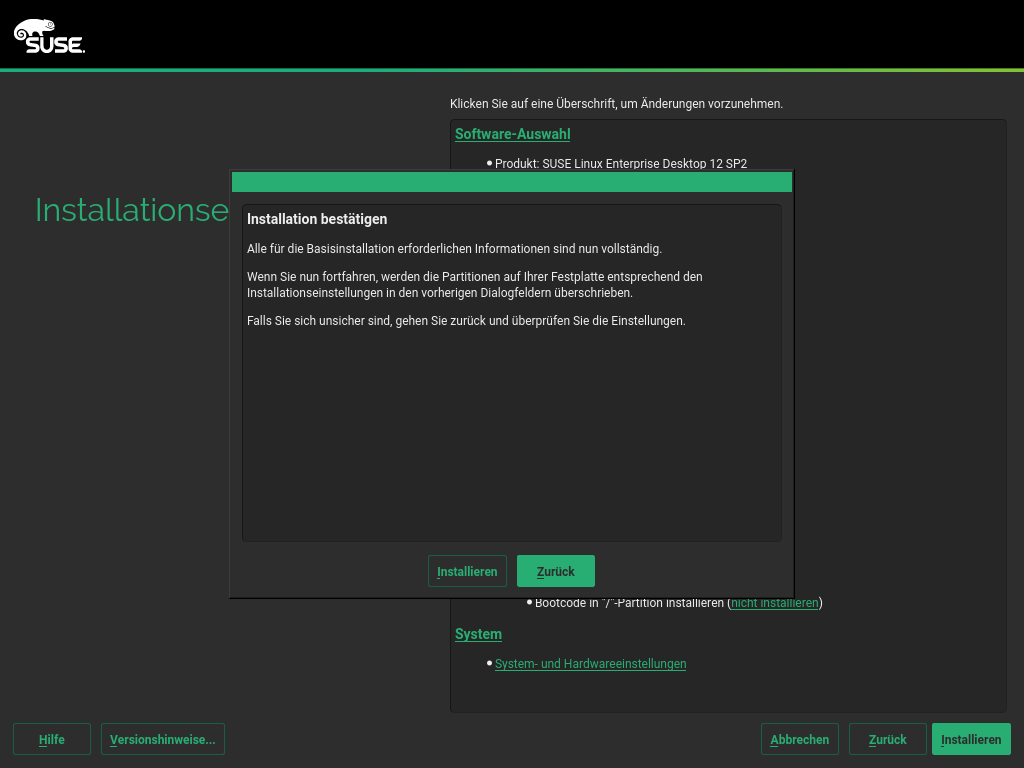 SUSE.
Klicken Sie auf eine Überschrift, um Änderungen vorzunehmen.
Software-Auswahl
Produkt: SUSE Linux Enterprise Desktop 12 SP2
Installation bestätigen
Alle für die Basisinstallation erforderlichen Informationen sind nun vollständig.
Wenn Sie nun fortfahren, werden die Partitionen auf Ihrer Festplatte entsprechend den
Installationseinstellungen in den vorherigen Dialogfeldern überschrieben.
Falls Sie sich unsicher sind, gehen Sie zurück und überprüfen Sie die Einstellungen.
Installieren Zurück
Bootcode in "/"-Partition installieren (nicht installieren)
System
System- und Hardwareeinstellungen
Hilfe Versionshinweise... Abbrechen Zurück Installieren